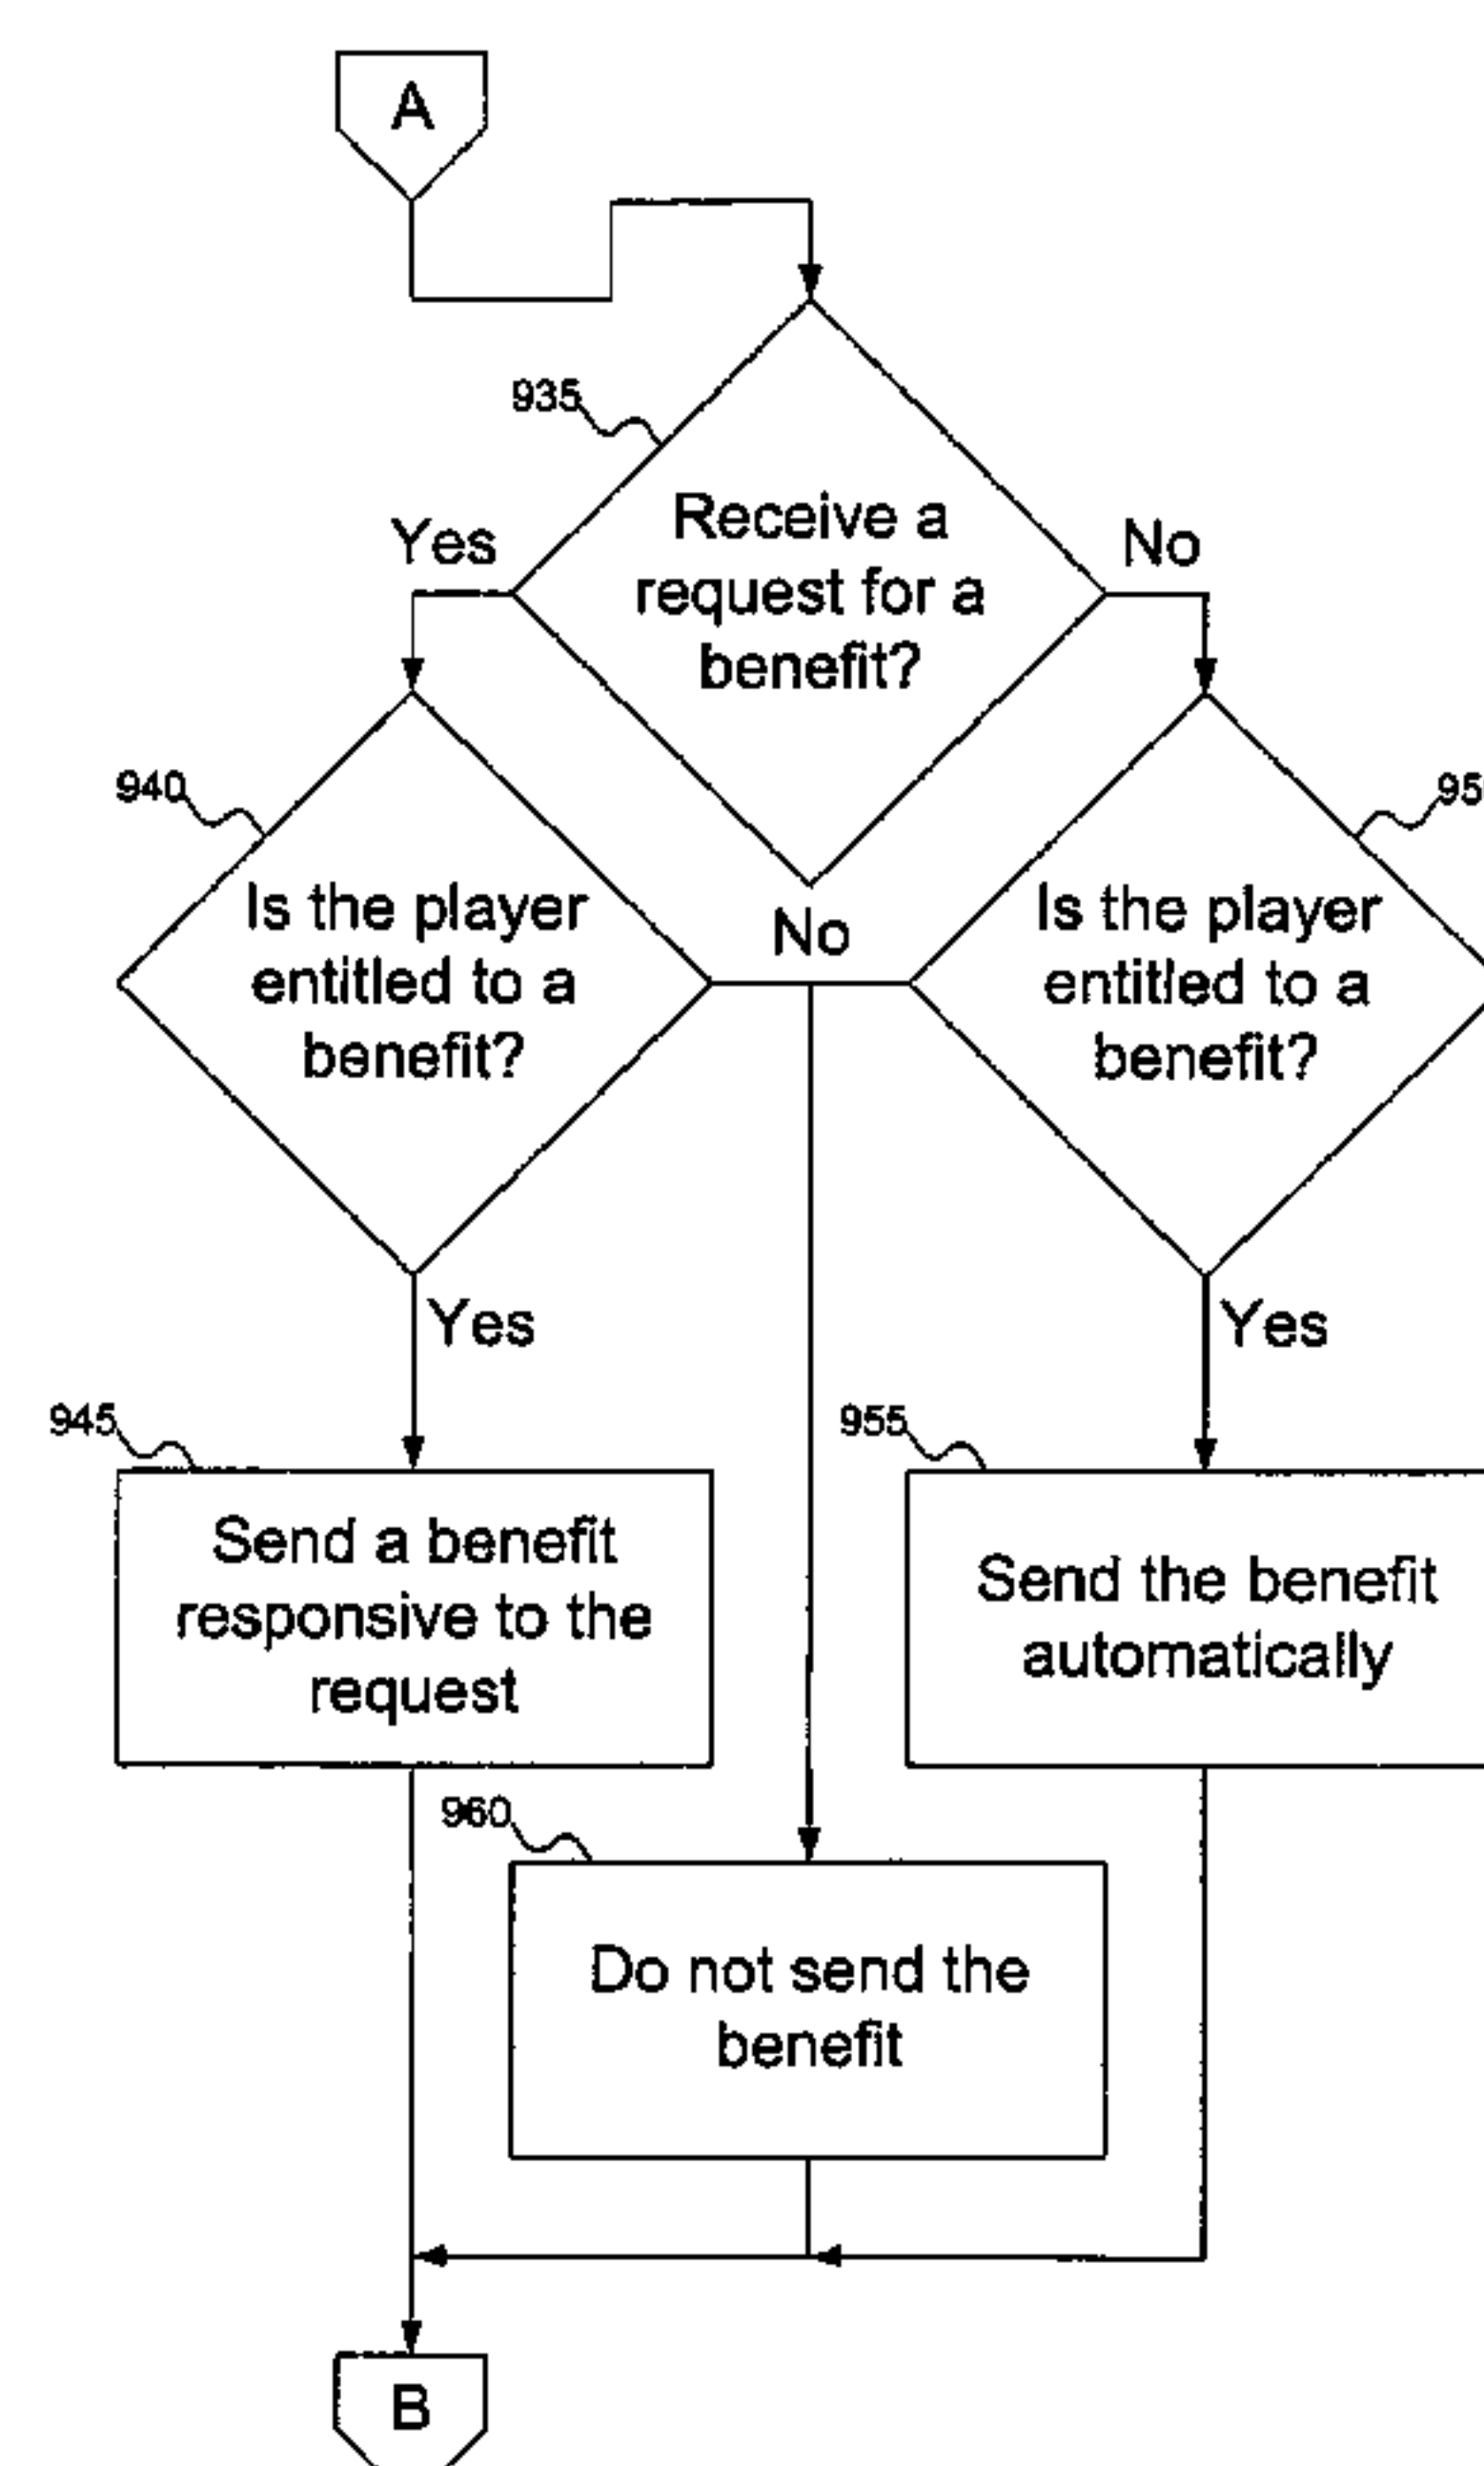 A
935
Receive a
request for a
benefit?
Yes
No
940
Is the player
entitled to a
benefit?
No
95
Is the player
entitled to a
benefit?
Yes
Yes
945
Send a benefit
responsive to the
request
955
Send the benefit
automatically
960
Do not send the
benefit
B